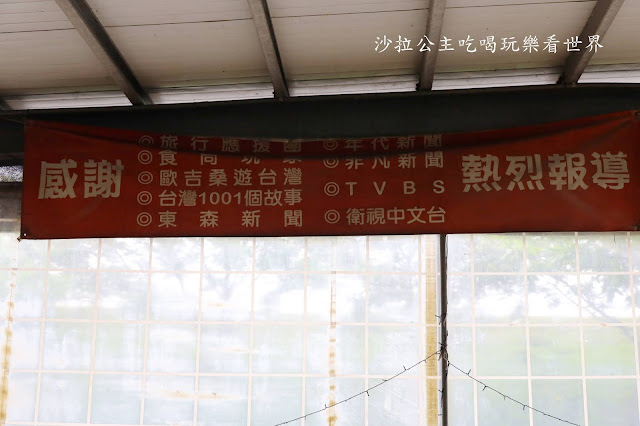 沙拉公主吃喝玩樂看世界
感謝
◎旅行應援團
◎食尚玩家
◎歐吉桑遊台灣
◎台灣1001個故事
◎東森新聞
◎年代新聞
◎非凡新聞
◎TVBS
◎衛視中文台
熱烈報導